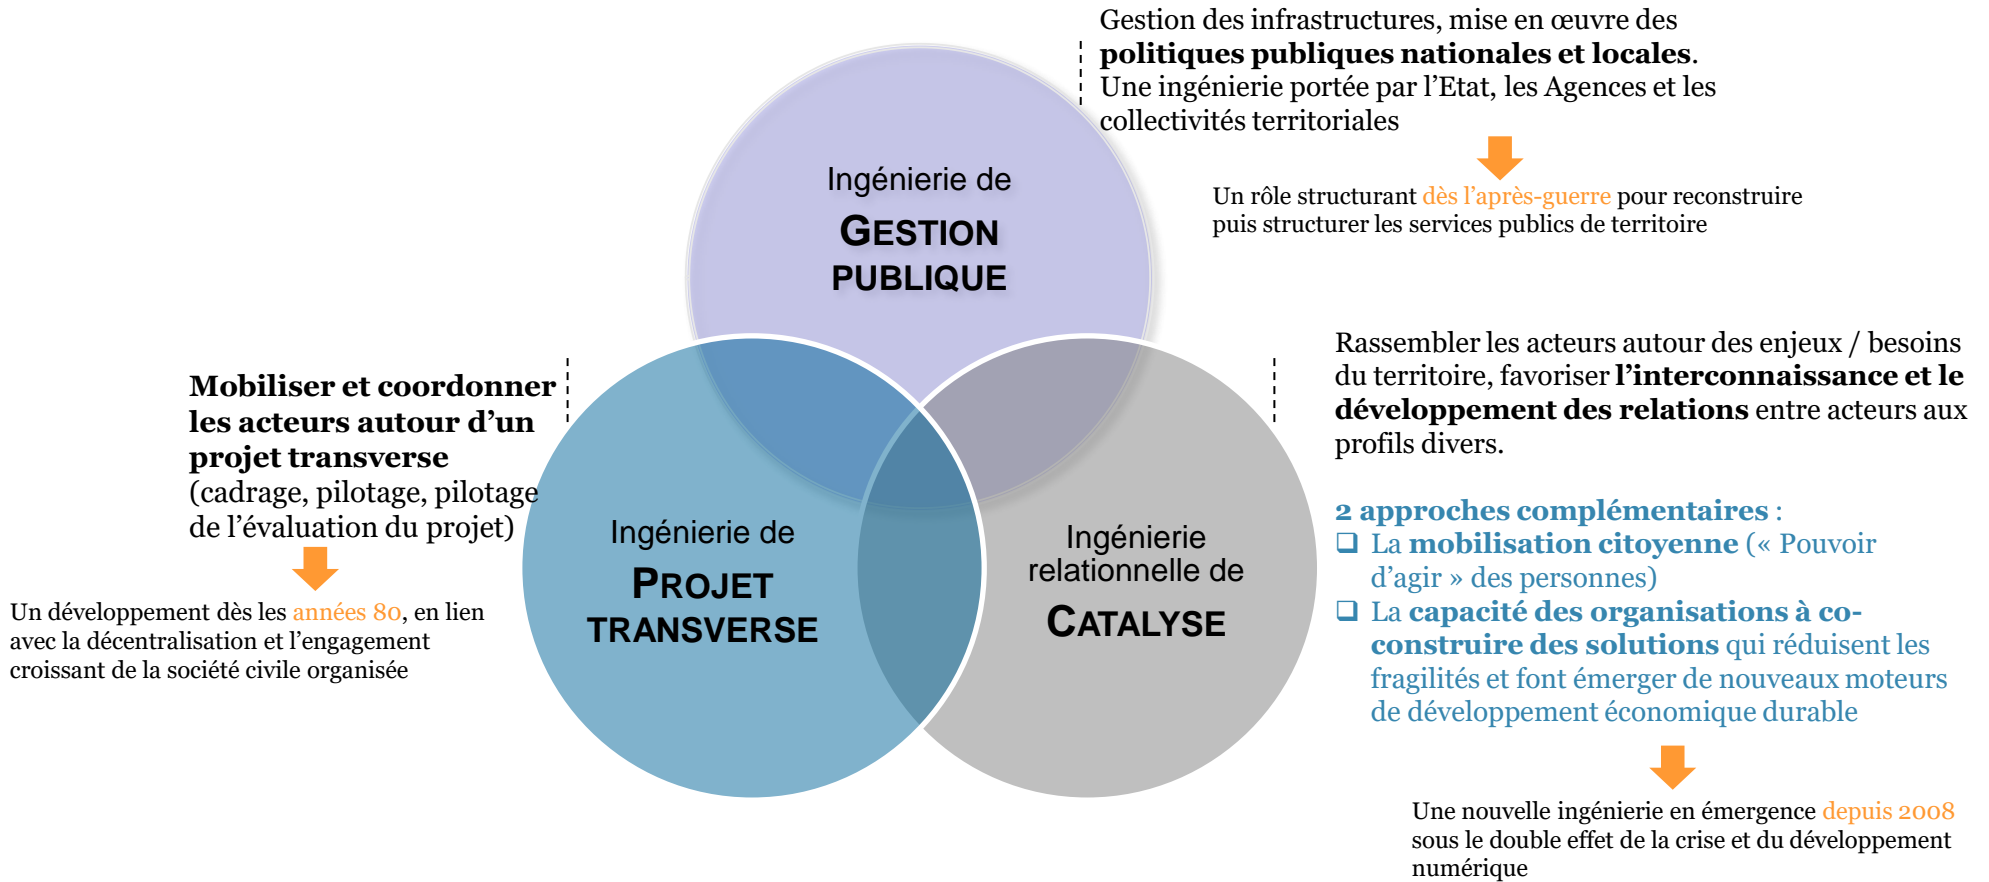 Gestion des infrastructures, mise en œuvre des
politiques publiques nationales et locales.
Une ingénierie portée par l’Etat, les Agences et les
collectivités territoriales
Un rôle structurant dès l’après-guerre pour reconstruire
puis structurer les services publics de territoire
Ingénierie de
GESTION
PUBLIQUE
Mobiliser et coordonner
les acteurs autour d’un
projet transverse
(cadrage, pilotage, pilotage
de l’évaluation du projet)
Un développement dès les années 80, en lien
avec la décentralisation et l’engagement
croissant de la société civile organisée
Ingénierie de
PROJET
TRANSVERSE
Ingénierie
relationnelle de
CATALYSE
Rassembler les acteurs autour des enjeux / besoins
du territoire, favoriser l’interconnaissance et le
développement des relations entre acteurs aux
profils divers.
2 approches complémentaires :
❑ La mobilisation citoyenne (« Pouvoir
d’agir » des personnes)
❑ La capacité des organisations à co-
construire des solutions qui réduisent les
fragilités et font émerger de nouveaux moteurs
de développement économique durable
Une nouvelle ingénierie en émergence depuis 2008
sous le double effet de la crise et du développement
numérique